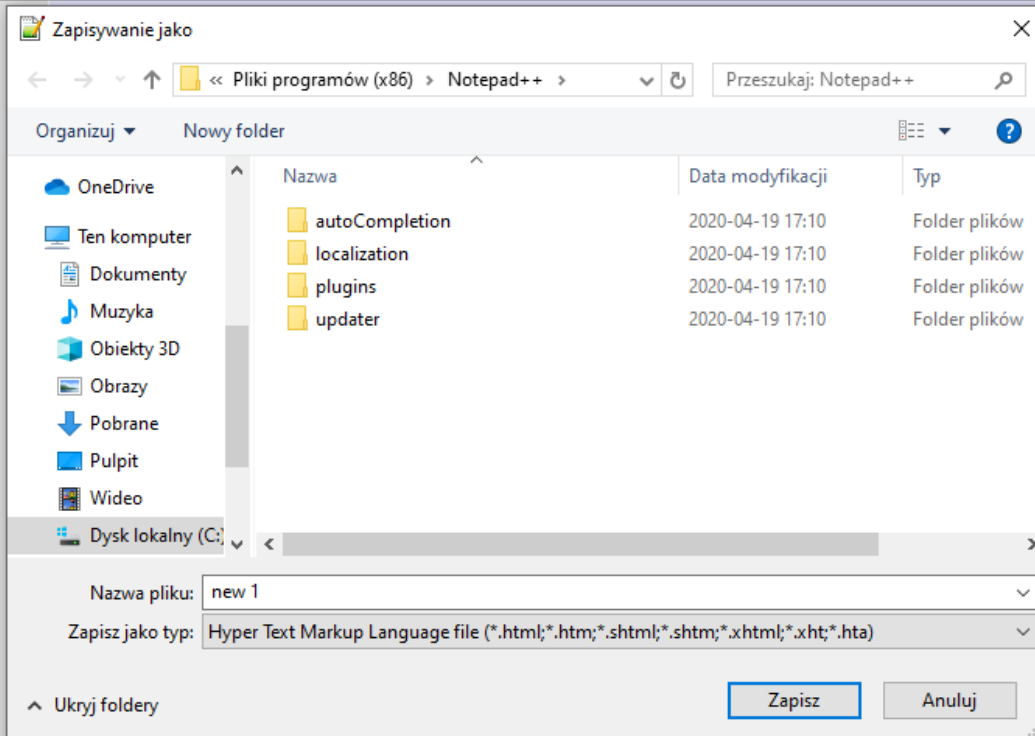 Zapisywanie jako
« Pliki programów (x86) > Notepad++ >
Przeszukaj: Notepad++
Organizuj
Nowy folder
Nazwa
Data modyfikacji
Typ
OneDrive
Ten komputer
Dokumenty
Muzyka
Obiekty 3D
Obrazy
Pobrane
Pulpit
Wideo
Dysk lokalny (C:)
autoCompletion 2020-04-19 17:10 Folder plików
localization 2020-04-19 17:10 Folder plików
plugins 2020-04-19 17:10 Folder plików
updater 2020-04-19 17:10 Folder plików
Nazwa pliku: new 1
Zapisz jako typ: Hyper Text Markup Language file (*.html;*.htm;*.shtml;*.shtm;*.xhtml;*.xht;*.hta)
Ukryj foldery
Zapisz
Anuluj